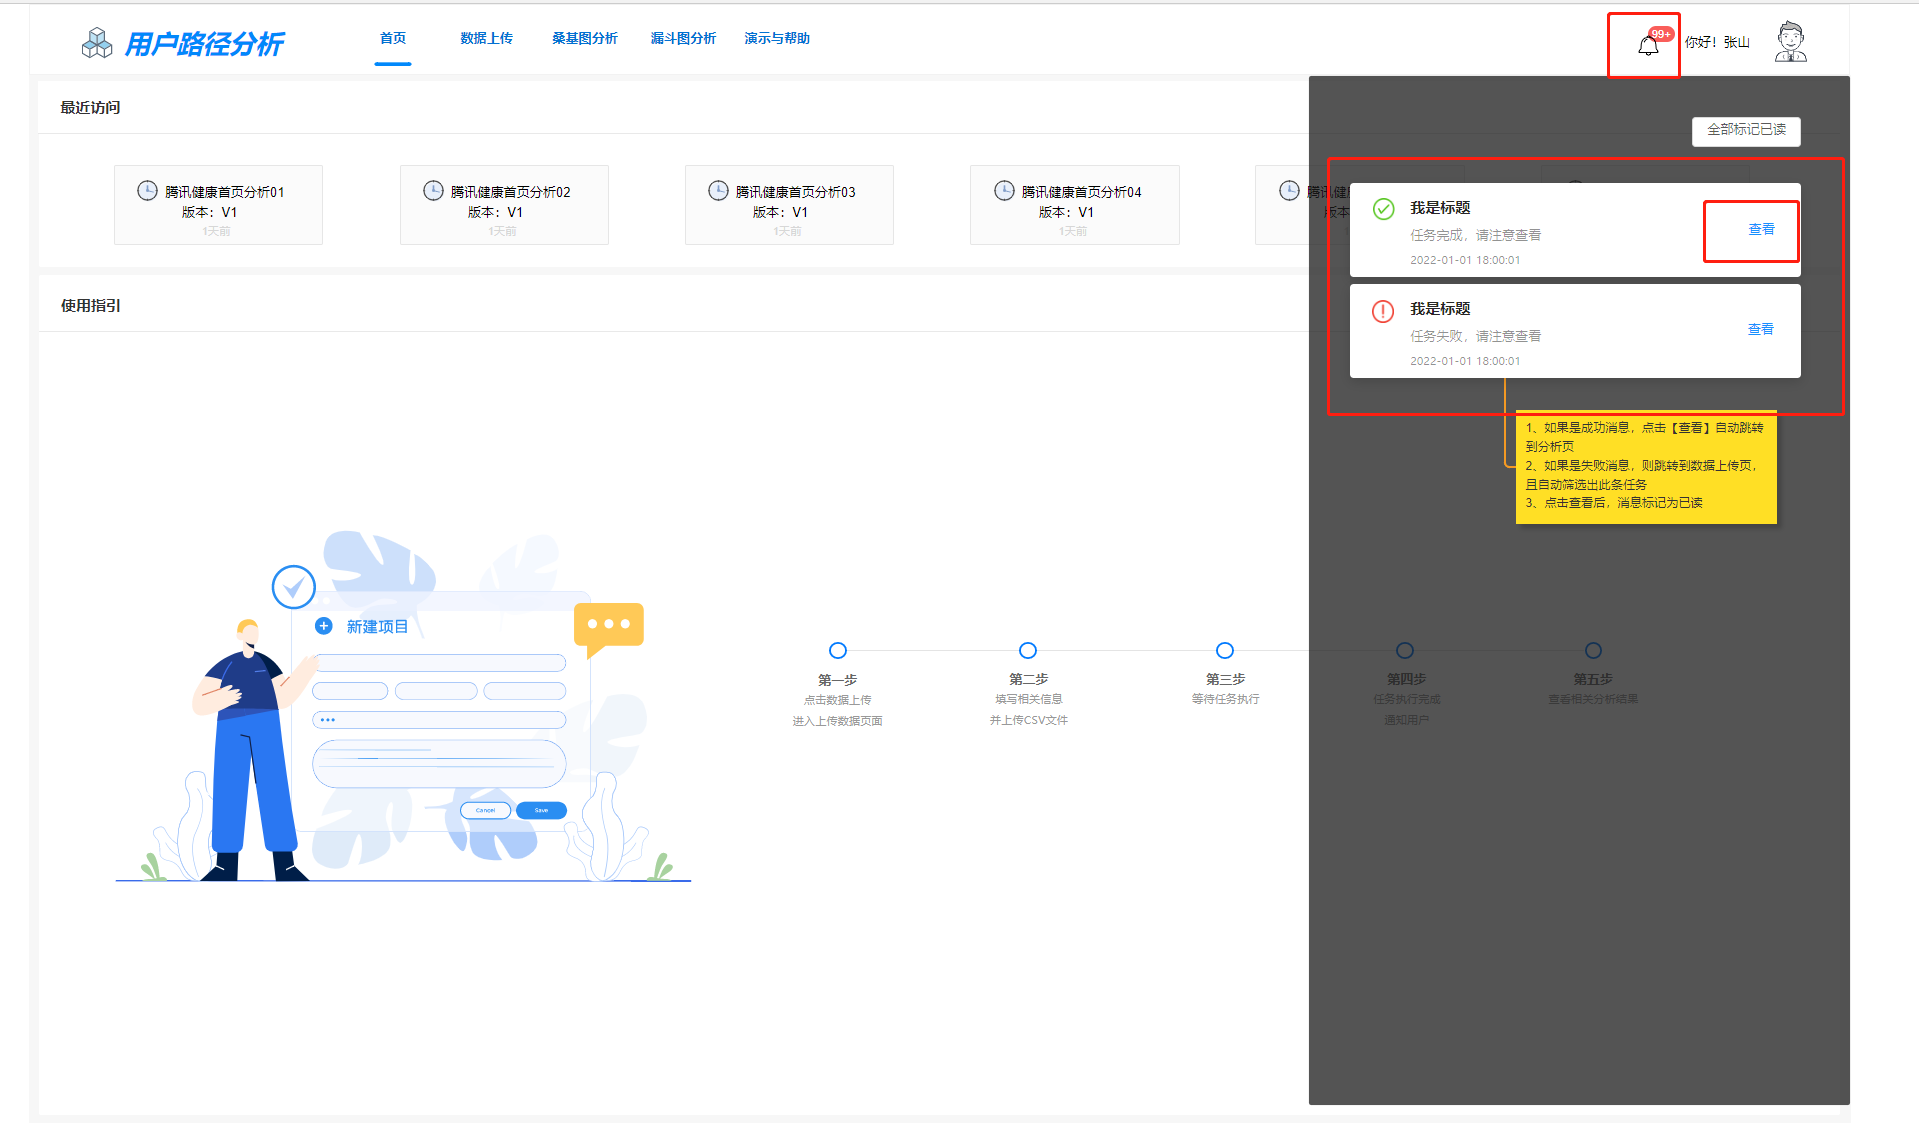 用户路径分析
首页
数据上传
桑基图分析
漏斗图分析
演示与帮助
99+
你好！张山
最近访问
腾讯健康首页分析01
版本：V1
1天前
腾讯健康首页分析02
版本：V1
1天前
腾讯健康首页分析03
版本：V1
1天前
腾讯健康首页分析04
版本：V1
1天前
腾讯健
版本
全部标记已读
我是标题
任务完成，请注意查看
2022-01-01 18:00:01
查看
我是标题
任务失败，请注意查看
2022-01-01 18:00:01
查看
1、如果是成功消息，点击【查看】自动跳转
到分析页
2、如果是失败消息，则跳转到数据上传页，
且自动筛选出此条任务
3、点击查看后，消息标记为已读
使用指引
新建项目
Cancel
Save
第一步
点击数据上传
进入上传数据页面
第二步
填写相关信息
并上传CSV文件
第三步
等待任务执行
第四步
任务执行完成
通知用户
第五步
查看相关分析结果